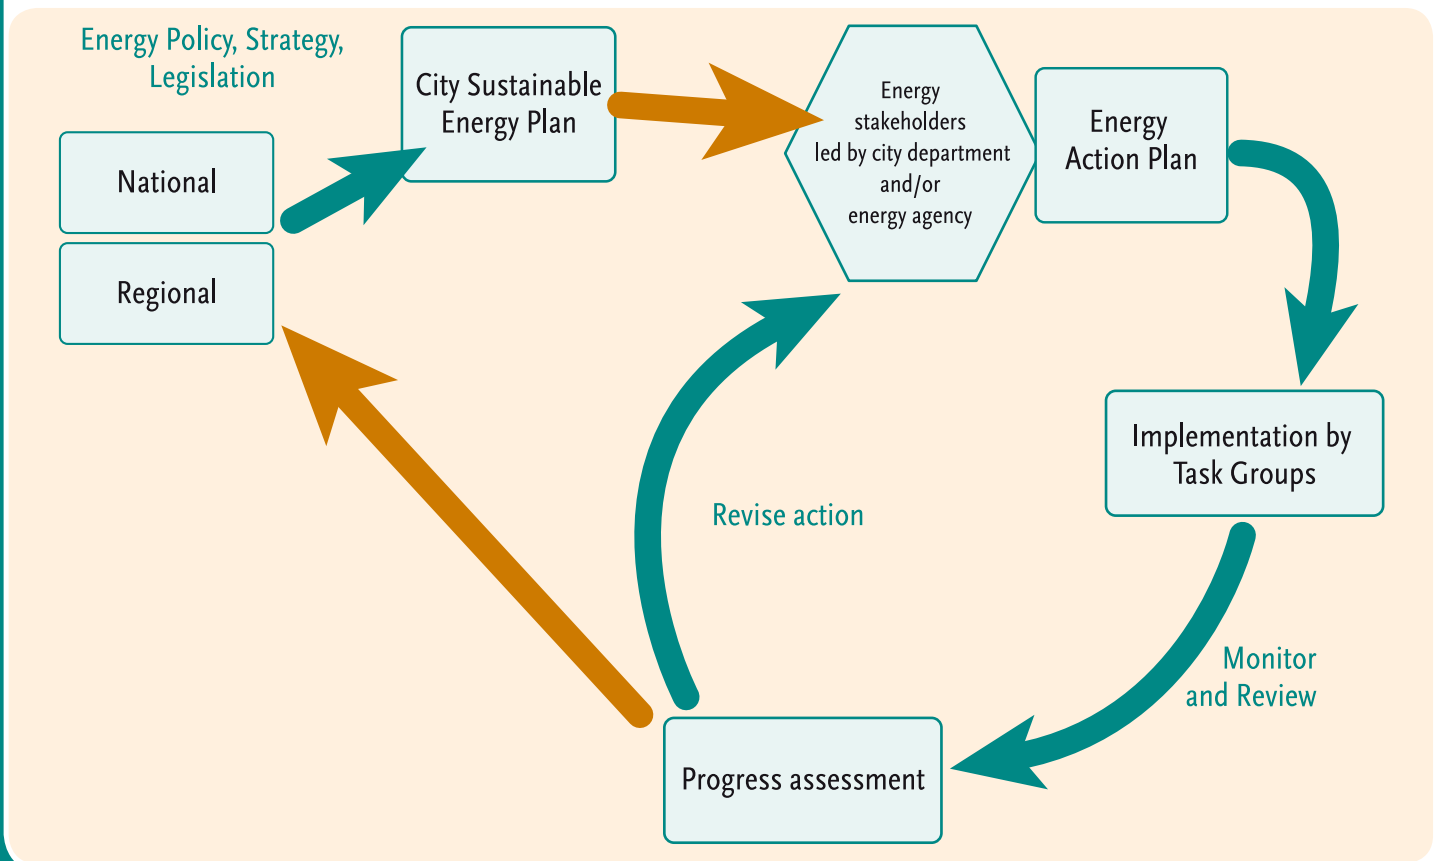 Energy Policy, Strategy,
Legislation
National
Regional
City Sustainable
Energy Plan
Energy
stakeholders
led by city department
and/or
energy agency
Energy
Action Plan
Implementation by
Task Groups
Monitor
and Review
Progress assessment
Revise action